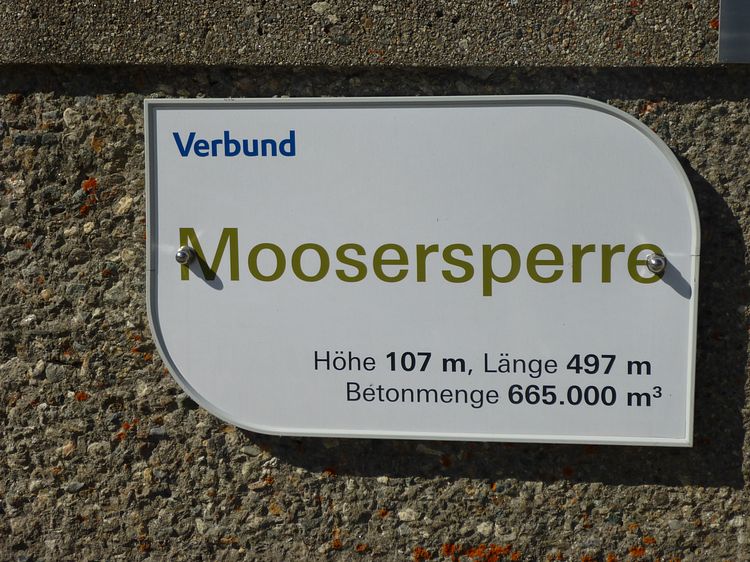 Verbund
Moosersperre
Höhe 107 m, Länge 497 m
Betonmenge 665.000 m³